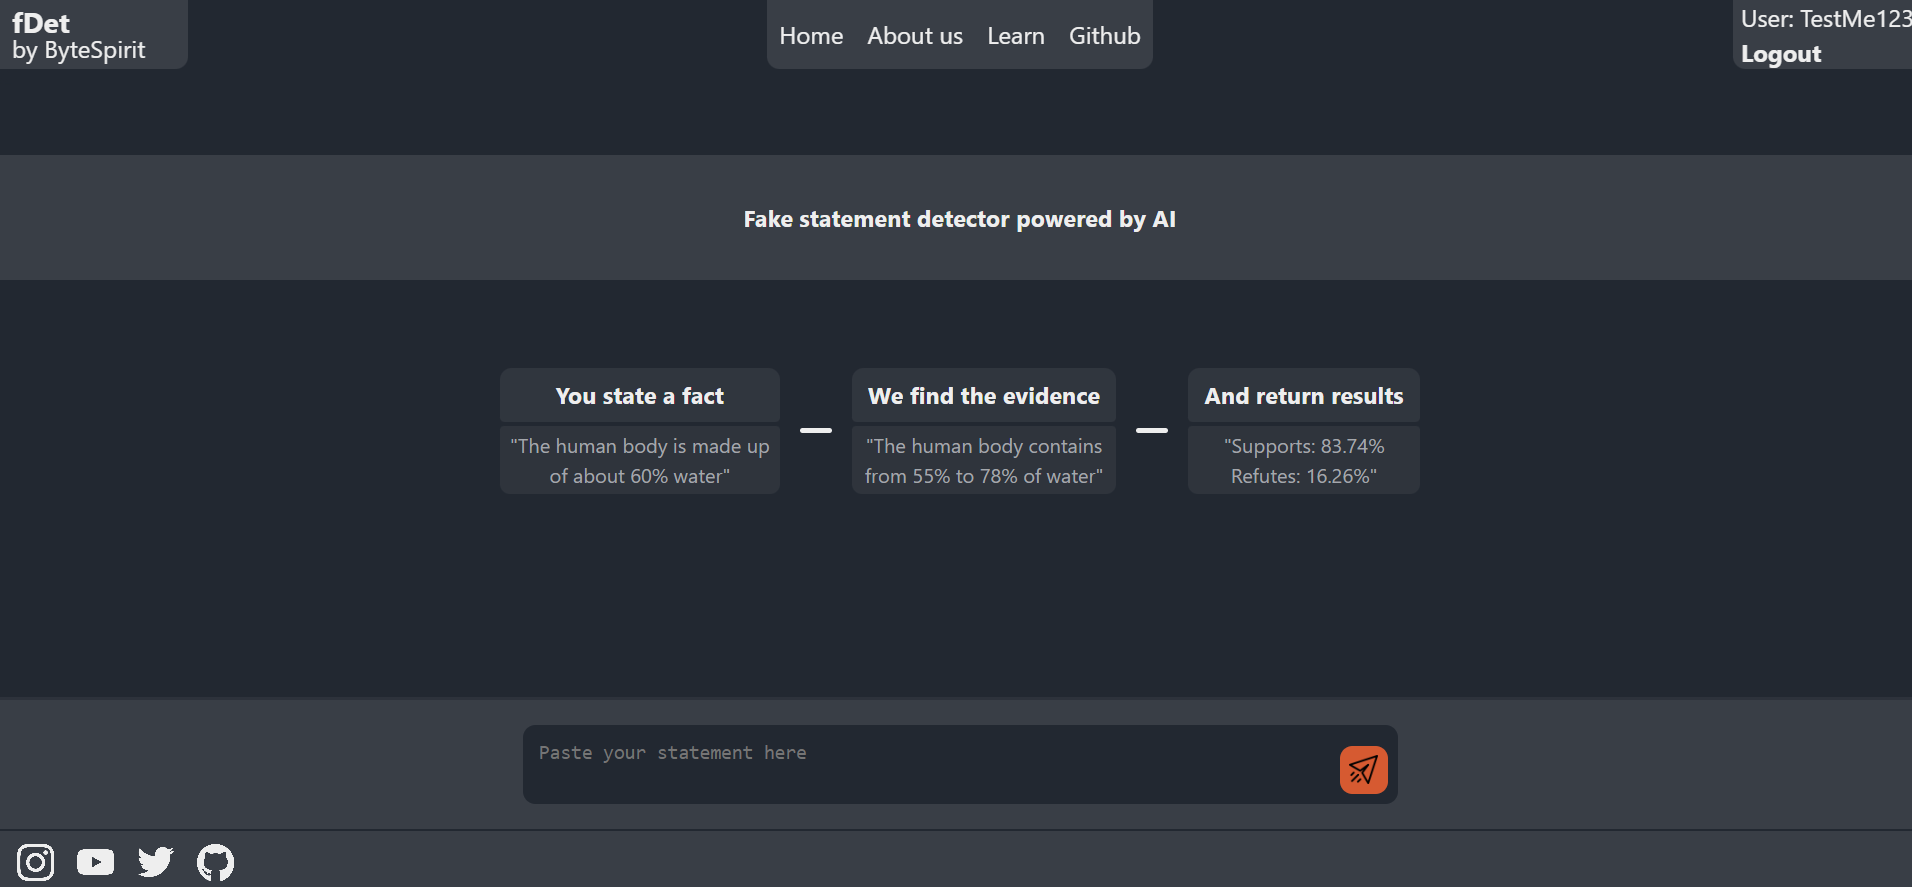 fDet
by ByteSpirit
Home About us Learn Github
User: TestMe123
Logout
Fake statement detector powered by AI
You state a fact
"The human body is made up
of about 60% water"
We find the evidence
"The human body contains
from 55% to 78% of water"
And return results
"Supports: 83.74%
Refutes: 16.26%"
Paste your statement here